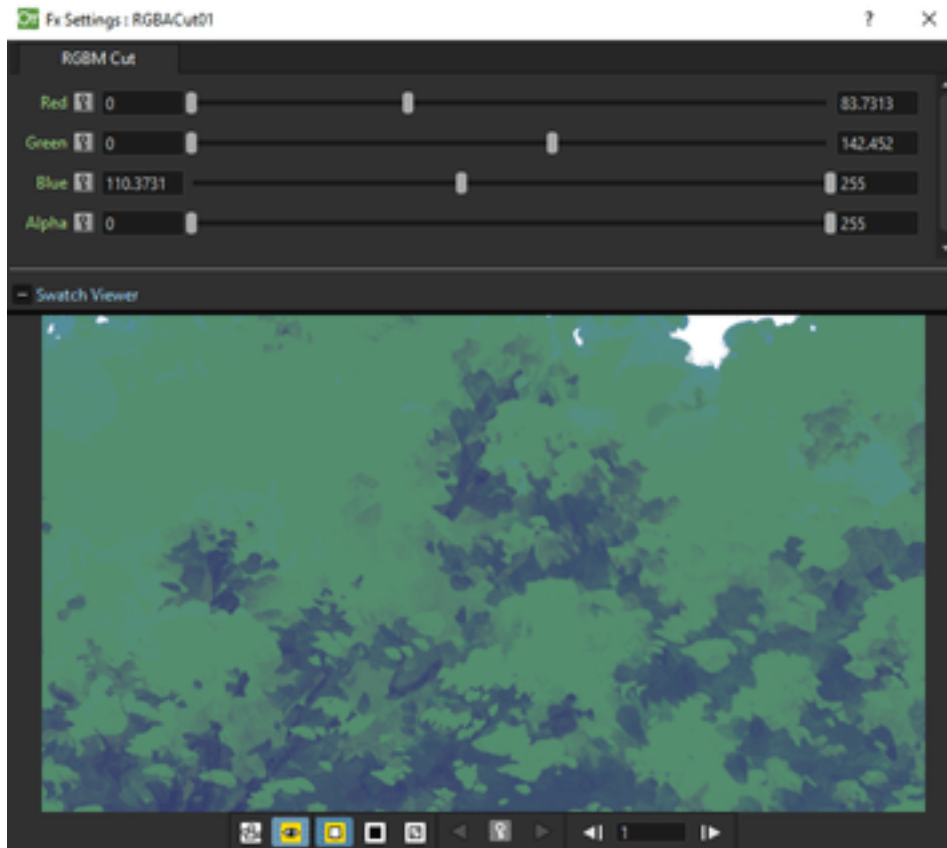 Fx Settings : RGBACut01 ?
RGBM Cut
Red 0 83.7313
Green 0 142.452
Blue 110.3731 255
Alpha 0 255
Swatch Viewer
1